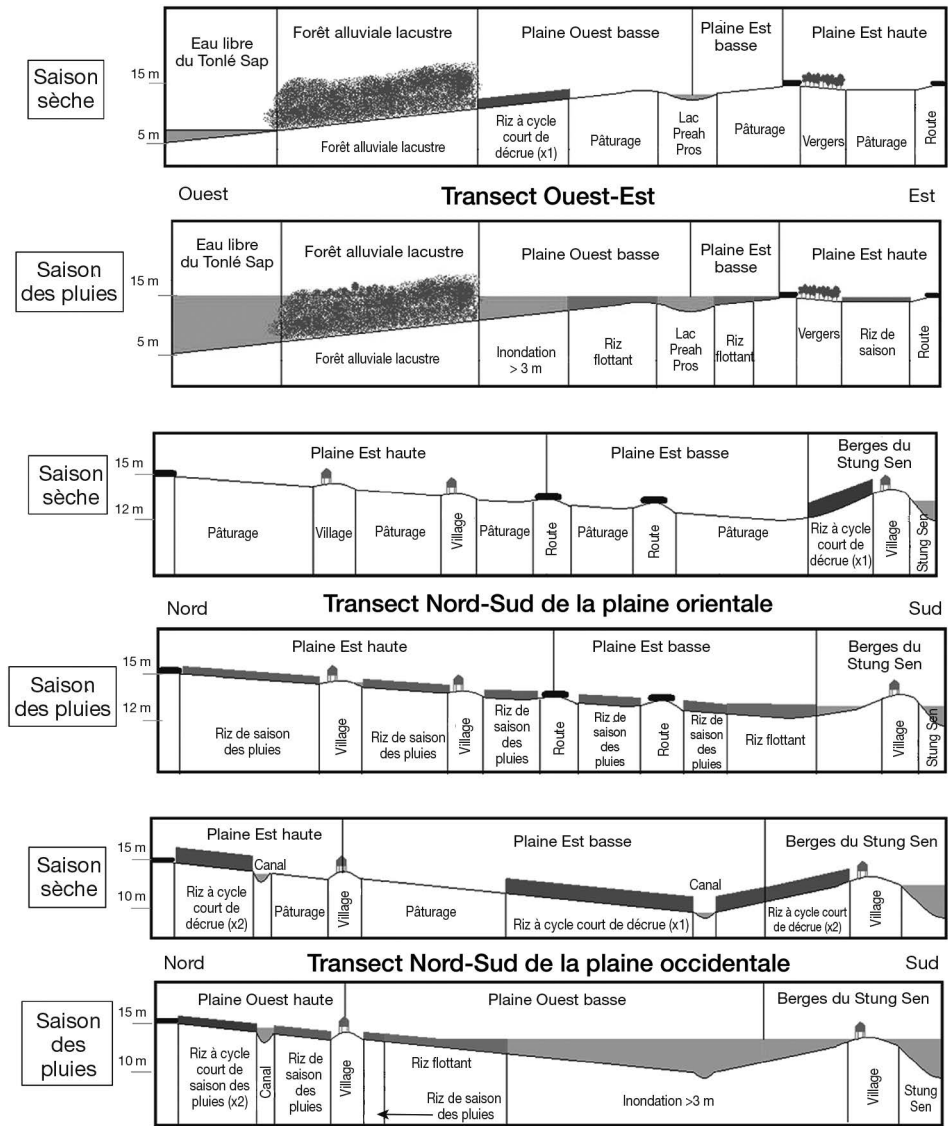 Saison
sèche
15 m
5 m
Eau libre
du Tonlé Sap
Forêt alluviale lacustre
Plaine Ouest basse
Plaine Est
basse
Plaine Est haute
Forêt alluviale lacustre
Riz à cycle
court de
décrue (x1)
Pâturage
Lac
Preah
Pros
Pâturage
Vergers
Pâturage
Route
Ouest
Transect Ouest-Est
Est
Saison
des pluies
15 m
5 m
Eau libre
du Tonlé Sap
Forêt alluviale lacustre
Plaine Ouest basse
Plaine Est
basse
Plaine Est haute
Forêt alluviale lacustre
Inondation
> 3 m
Riz
flottant
Lac
Preah
Pros
Riz
flottant
Vergers
Riz de
saison
Route
Saison
sèche
15 m
12 m
Plaine Est haute
Plaine Est basse
Berges du
Stung Sen
Pâturage
Village
Pâturage
Village
Pâturage
Route
Pâturage
Route
Pâturage
Riz à cycle
court de
décrue (x1)
Village
Stung Sen
Nord
Transect Nord-Sud de la plaine orientale
Sud
Saison
des pluies
15 m
12 m
Plaine Est haute
Plaine Est basse
Berges du
Stung Sen
Riz de saison
des pluies
Village
Riz de saison
des pluies
Village
Riz de
saison
des
pluies
Route
Riz de
saison
des
pluies
Route
Riz de
saison
des
pluies
Riz flottant
Village
Stung Sen
Saison
sèche
15 m
10 m
Plaine Est haute
Plaine Est basse
Berges du Stung Sen
Riz à cycle
court de
décrue (x2)
Canal
Pâturage
Village
Pâturage
Riz à cycle court de décrue (x1)
Canal
Riz à cycle court
de décrue (x2)
Village
Nord
Transect Nord-Sud de la plaine occidentale
Sud
Saison
des
pluies
15 m
10 m
Plaine Ouest haute
Plaine Ouest basse
Berges du Stung Sen
Riz à cycle
court de
saison des
pluies (x2)
Canal
Riz de
saison
des
pluies
Village
Riz flottant
Riz de saison
des pluies
Inondation >3 m
Village
Stung
Sen